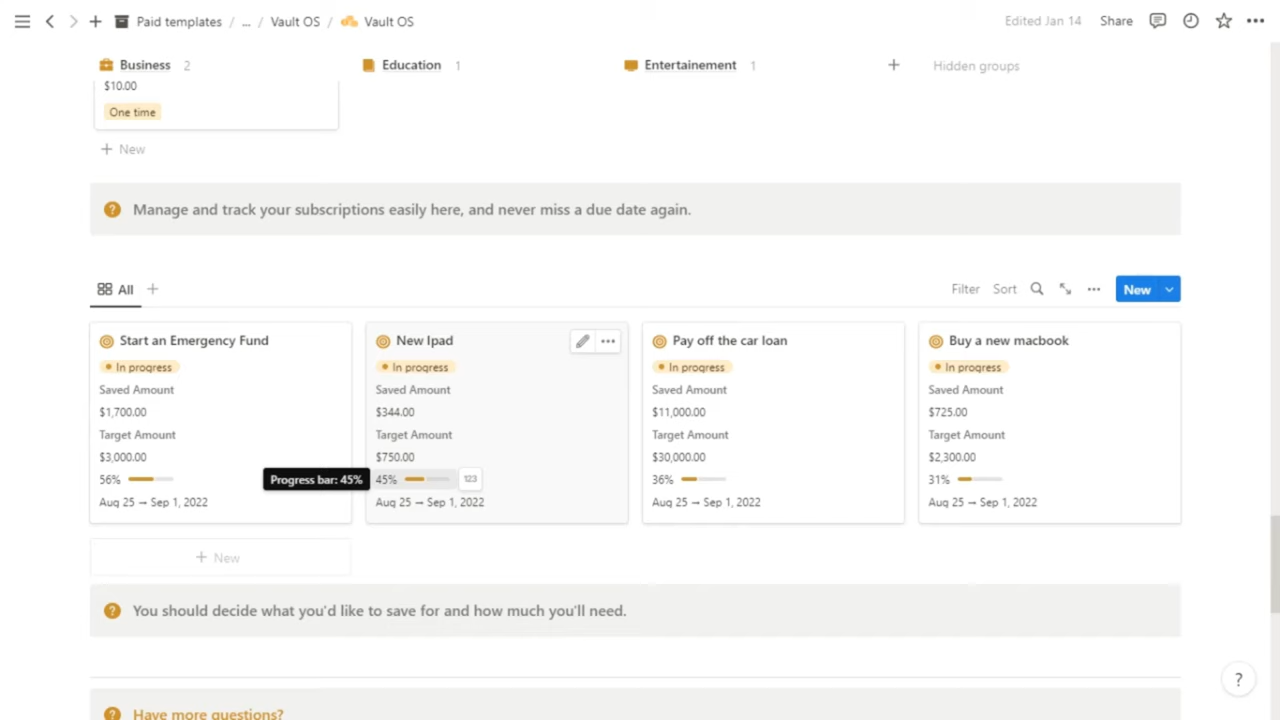 Paid templates / ... / Vault OS / Vault OS Edited Jan 14 Share
Business 2 Education 1 Entertainement 1 + Hidden groups
$10.00
One time
+ New
Manage and track your subscriptions easily here, and never miss a due date again.
All + Filter Sort New
Start an Emergency Fund
In progress
Saved Amount
$1,700.00
Target Amount
$3,000.00
56%
Aug 25 → Sep 1, 2022
New Ipad
In progress
Saved Amount
$344.00
Target Amount
$750.00
Progress bar: 45%
45% 123
Aug 25 → Sep 1, 2022
Pay off the car loan
In progress
Saved Amount
$11,000.00
Target Amount
$30,000.00
36%
Aug 25 → Sep 1, 2022
Buy a new macbook
In progress
Saved Amount
$725.00
Target Amount
$2,300.00
31%
Aug 25 → Sep 1, 2022
+ New
You should decide what you'd like to save for and how much you'll need.
?
Have more questions?